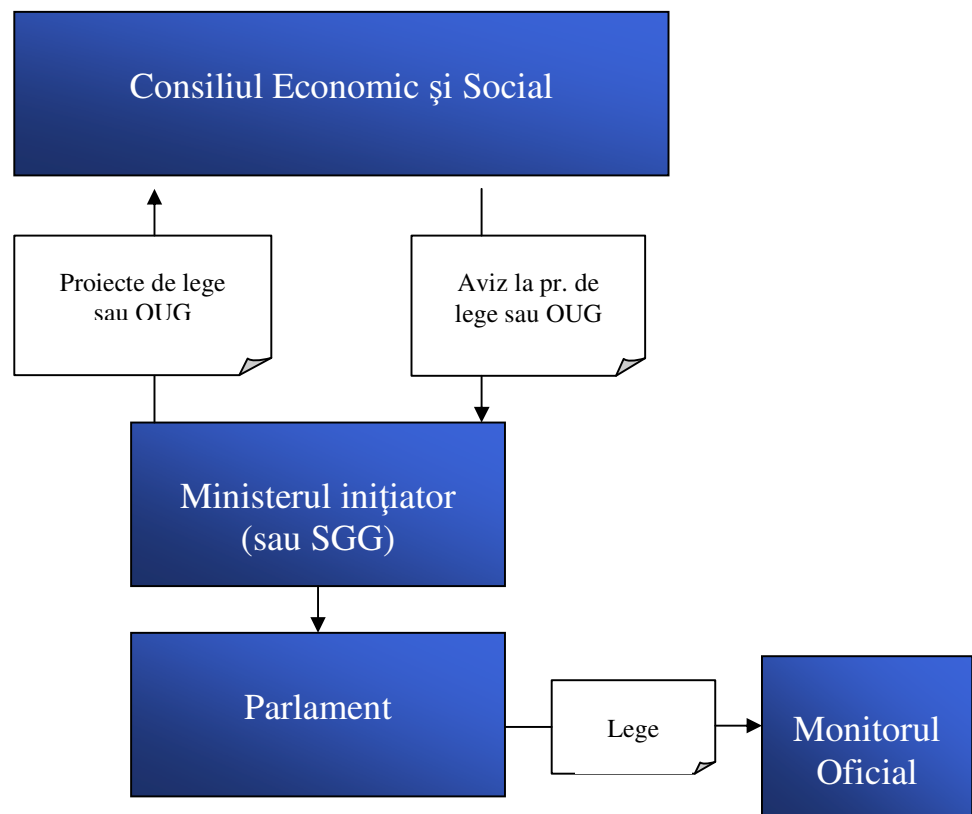 Consiliul Economic şi Social
Proiecte de lege
sau OUG
Aviz la pr. de
lege sau OUG
Ministerul iniţiator
(sau SGG)
Parlament
Lege
Monitorul
Oficial